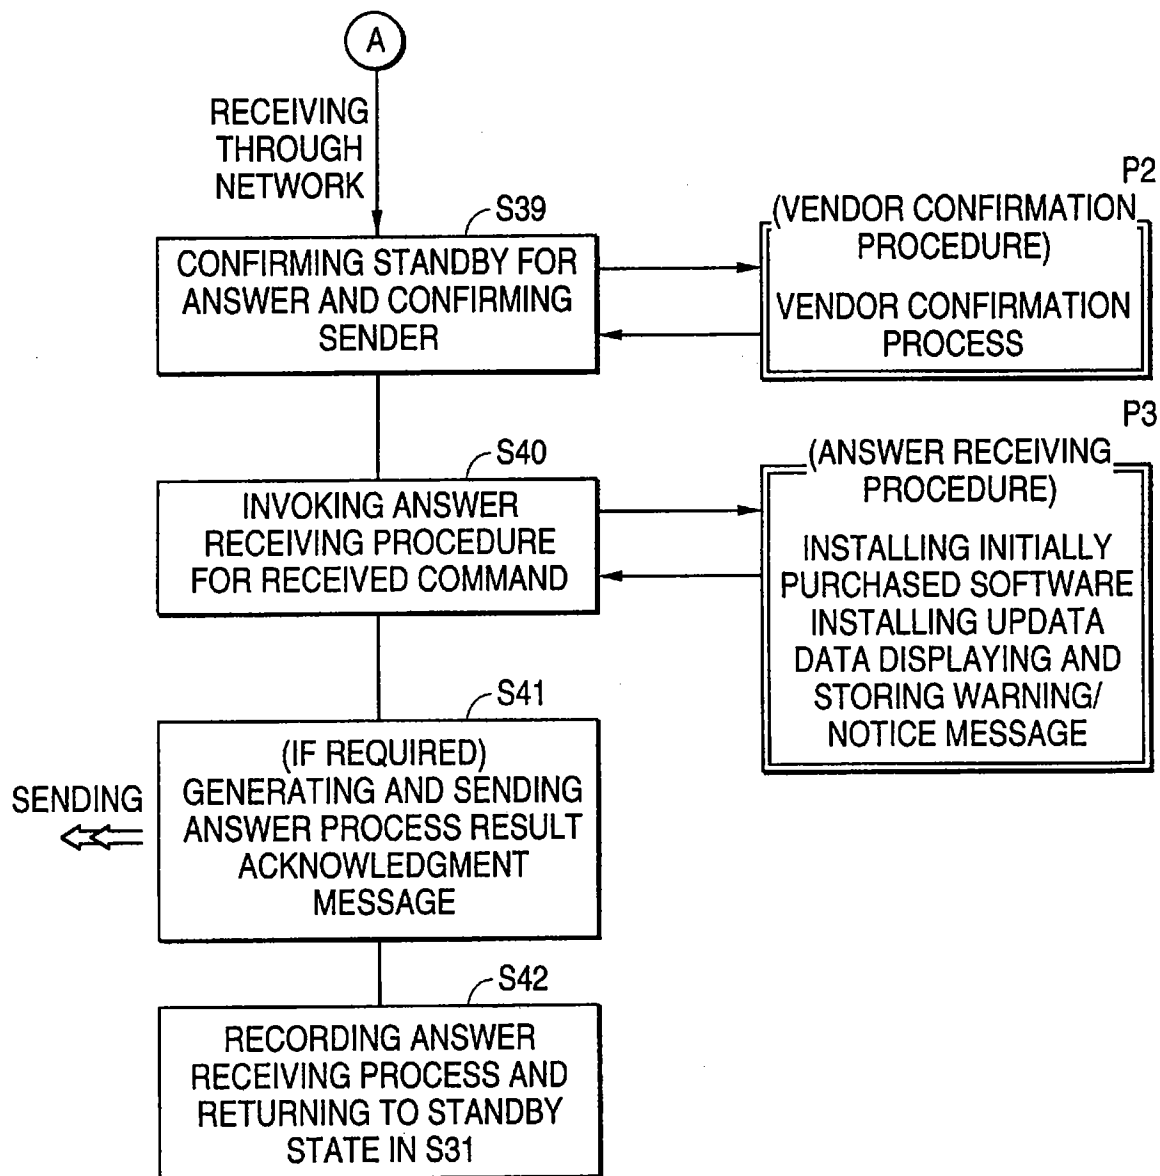 A
RECEIVING
THROUGH
NETWORK
S39
CONFIRMING STANDBY FOR
ANSWER AND CONFIRMING
SENDER
P2
(VENDOR CONFIRMATION
PROCEDURE)
VENDOR CONFIRMATION
PROCESS
S40
INVOKING ANSWER
RECEIVING PROCEDURE
FOR RECEIVED COMMAND
P3
(ANSWER RECEIVING
PROCEDURE)
INSTALLING INITIALLY
PURCHASED SOFTWARE
INSTALLING UPDATA
DATA DISPLAYING AND
STORING WARNING/
NOTICE MESSAGE
S41
(IF REQUIRED)
GENERATING AND SENDING
ANSWER PROCESS RESULT
ACKNOWLEDGMENT
MESSAGE
SENDING
S42
RECORDING ANSWER
RECEIVING PROCESS AND
RETURNING TO STANDBY
STATE IN S31